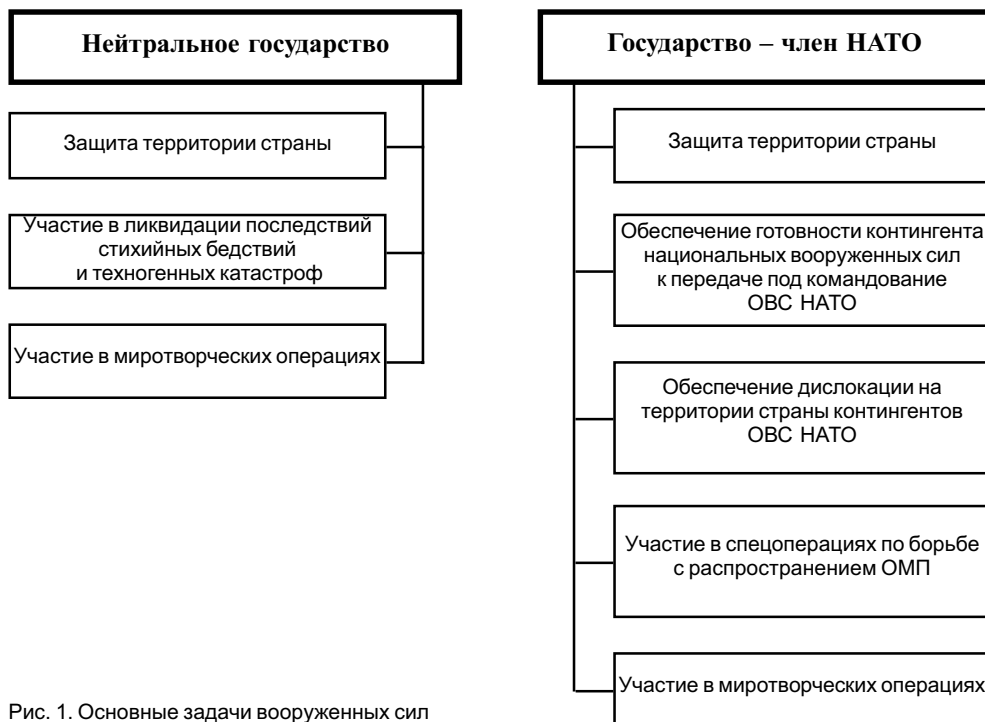 Нейтральное государство
Защита территории страны
Участие в ликвидации последствий
стихийных бедствий
и техногенных катастроф
Участие в миротворческих операциях
Государство – член НАТО
Защита территории страны
Обеспечение готовности контингента
национальных вооруженных сил
к передаче под командование
ОВС НАТО
Обеспечение дислокации на
территории страны контингентов
ОВС НАТО
Участие в спецоперациях по борьбе
с распространением ОМП
Участие в миротворческих операциях
Рис. 1. Основные задачи вооруженных сил